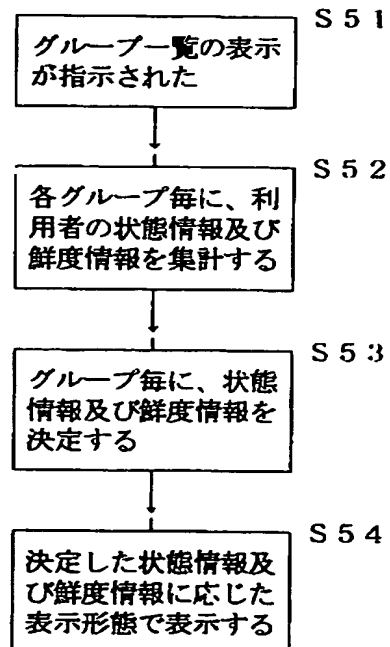 S51
グループ一覧の表示
が指示された
S52
各グループ毎に、利
用者の状態情報及び
鮮度情報を集計する
S53
グループ毎に、状態
情報及び鮮度情報を
決定する
S54
決定した状態情報及
び鮮度情報に応じた
表示形態で表示する